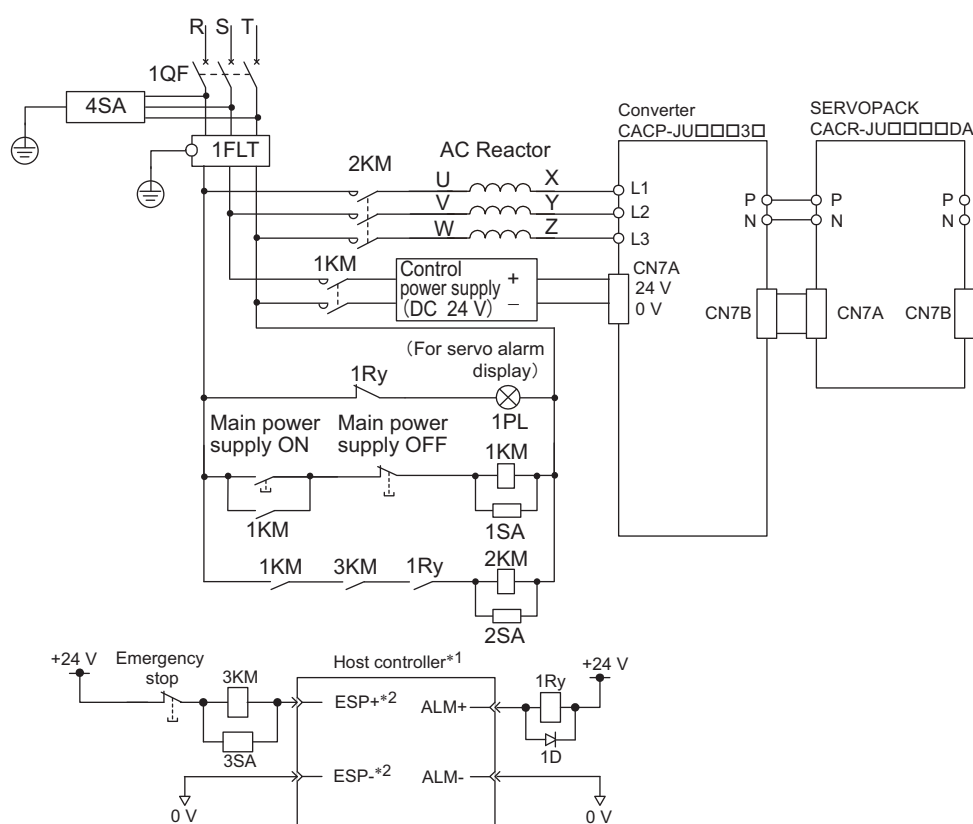 R S T
1QF
4SA
1FLT
2KM
AC Reactor
U X
V Y
W Z
Converter
CACP-JU□□□3□
SERVOPACK
CACR-JU□□□□DA
L1
L2
L3
P
N
P
N
P
N
1KM
Control
power supply
(DC 24 V)
+
−
CN7A
24 V
0 V
CN7B
CN7A
CN7B
(For servo alarm
display)
1Ry
1PL
Main power
supply ON
Main power
supply OFF
1KM
1KM
1SA
1KM
3KM
1Ry
2KM
2SA
+24 V
Emergency
stop
3KM
3SA
Host controller*1
ESP+*2
ALM+
ESP-*2
ALM-
1Ry
+24 V
1D
0 V
0 V